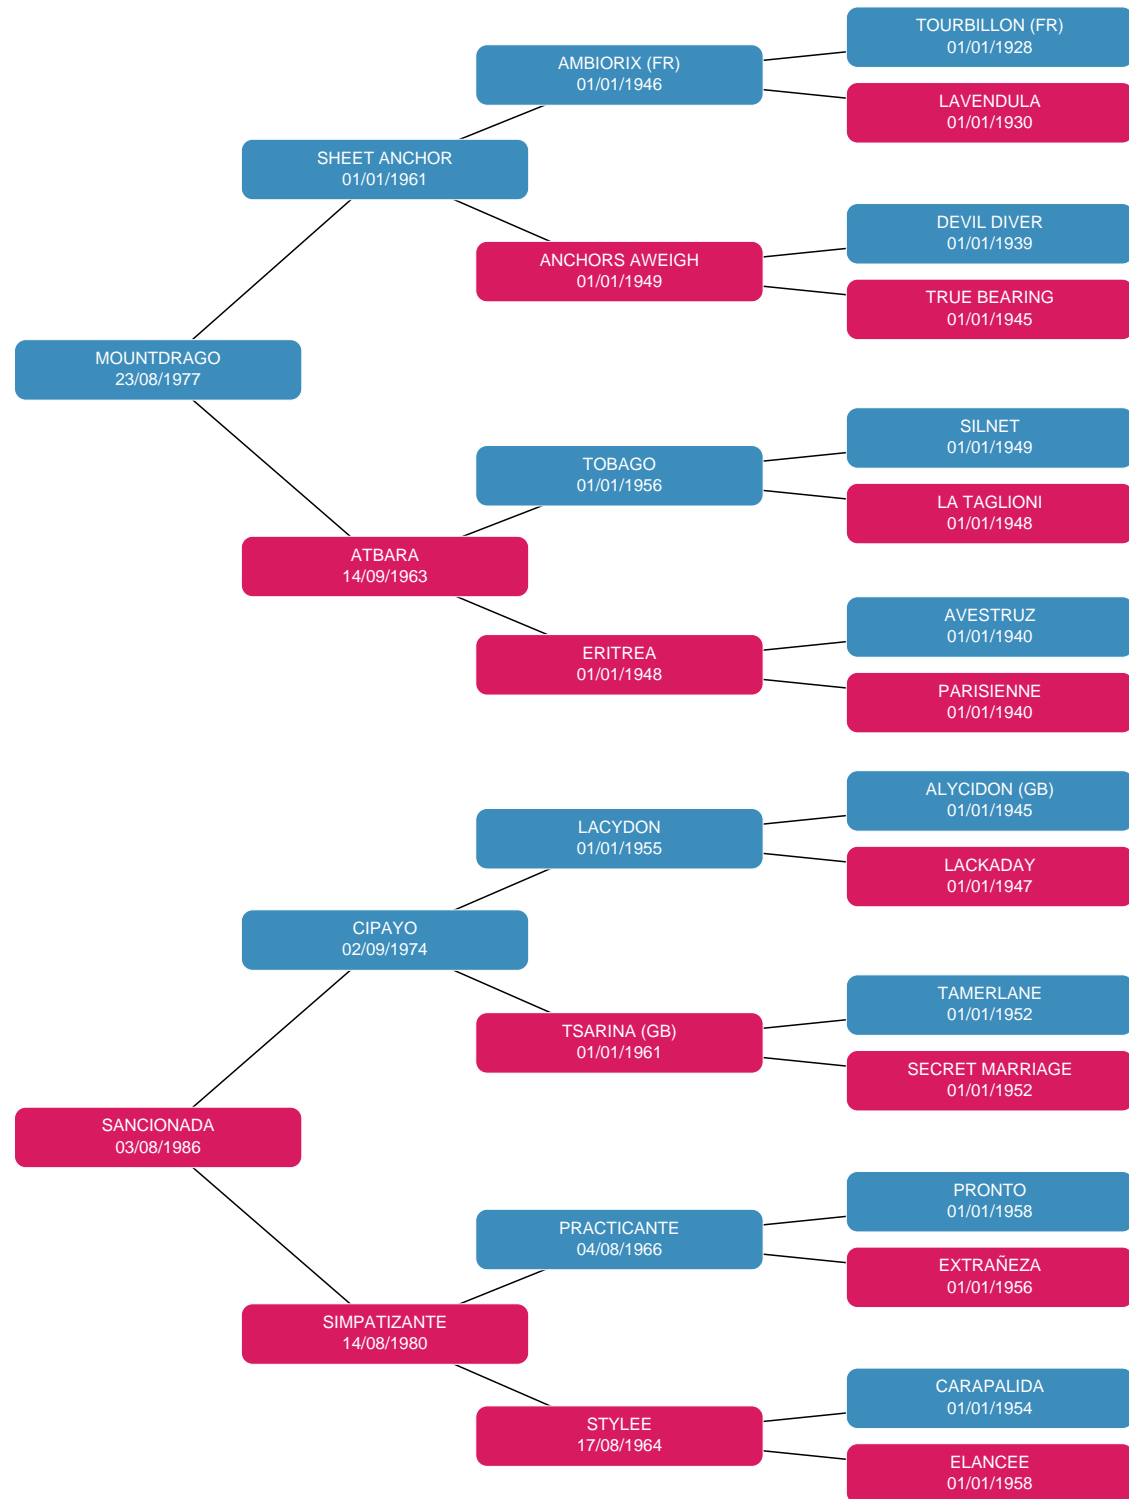 TOURBILLON (FR)
01/01/1928
AMBIORIX (FR)
01/01/1946
LAVENDULA
01/01/1930
SHEET ANCHOR
01/01/1961
DEVIL DIVER
01/01/1939
ANCHORS AWEIGH
01/01/1949
TRUE BEARING
01/01/1945
MOUNTDRAGO
23/08/1977
SILNET
01/01/1949
TOBAGO
01/01/1956
LA TAGLIONI
01/01/1948
ATBARA
14/09/1963
AVESTRUZ
01/01/1940
ERITREA
01/01/1948
PARISIENNE
01/01/1940
ALYCIDON (GB)
01/01/1945
LACYDON
01/01/1955
LACKADAY
01/01/1947
CIPAYO
02/09/1974
TAMERLANE
01/01/1952
TSARINA (GB)
01/01/1961
SECRET MARRIAGE
01/01/1952
SANCIONADA
03/08/1986
PRONTO
01/01/1958
PRACTICANTE
04/08/1966
EXTRAÑEZA
01/01/1956
SIMPATIZANTE
14/08/1980
CARAPALIDA
01/01/1954
STYLEE
17/08/1964
ELANCEE
01/01/1958